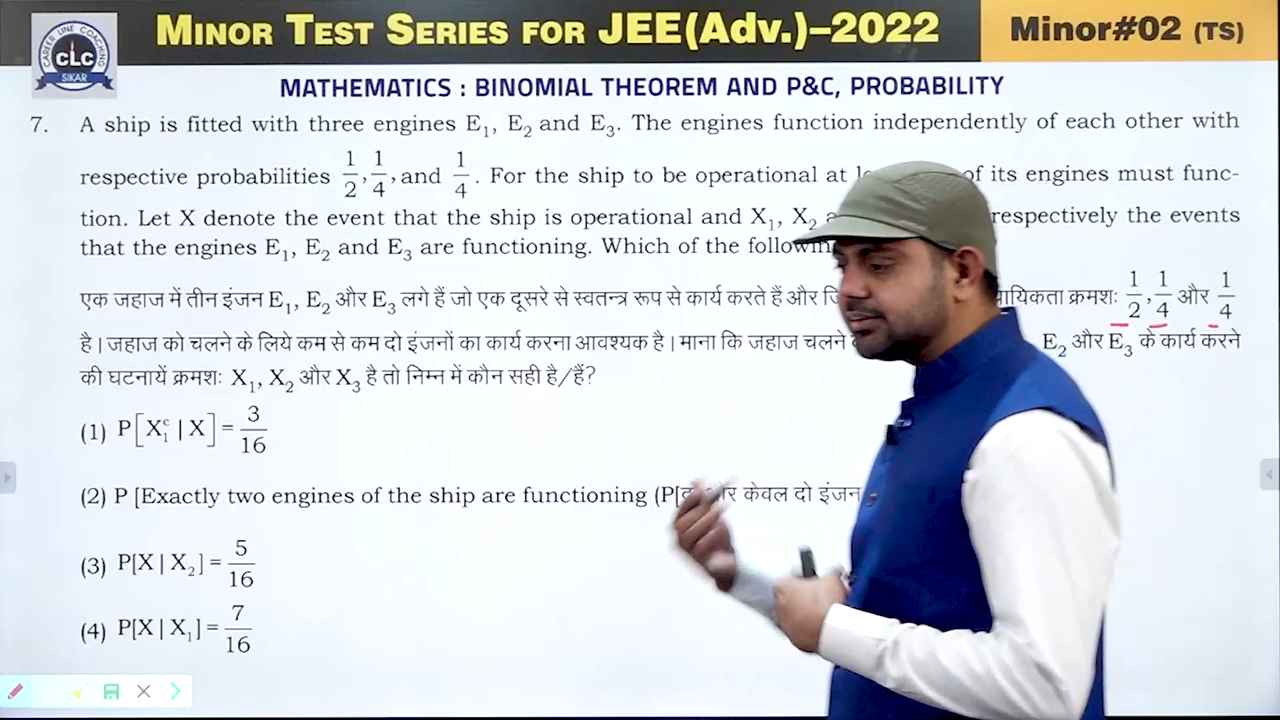 MINOR TEST SERIES FOR JEE(Adv.)–2022
Minor#02 (TS)
CAREER LINE COACHING
CLC
SIKAR
MATHEMATICS : BINOMIAL THEOREM AND P&C, PROBABILITY
7. A ship is fitted with three engines E₁, E₂ and E₃. The engines function independently of each other with
respective probabilities 1/2, 1/4, and 1/4. For the ship to be operational at of its engines must func-
tion. Let X denote the event that the ship is operational and X₁, X₂ respectively the events
that the engines E₁, E₂ and E₃ are functioning. Which of the
एक जहाज में तीन इंजन E₁, E₂ और E₃ लगे हैं जो एक दूसरे से स्वतन्त्र रूप से कार्य करते हैं और क्रमशः 1/2, 1/4 और 1/4
है। जहाज को चलने के लिये कम से कम दो इंजनों का कार्य करना आवश्यक है। माना कि जहाज चलने E₂ और E₃ के कार्य करने
की घटनायें क्रमशः X₁, X₂ और X₃ है तो निम्न में कौन सही है/हैं?
(1) P[X₁ᶜ | X] = 3/16
(2) P [Exactly two engines of the ship are functioning (P[ केवल दो इंजन
(3) P[X | X₂] = 5/16
(4) P[X | X₁] = 7/16